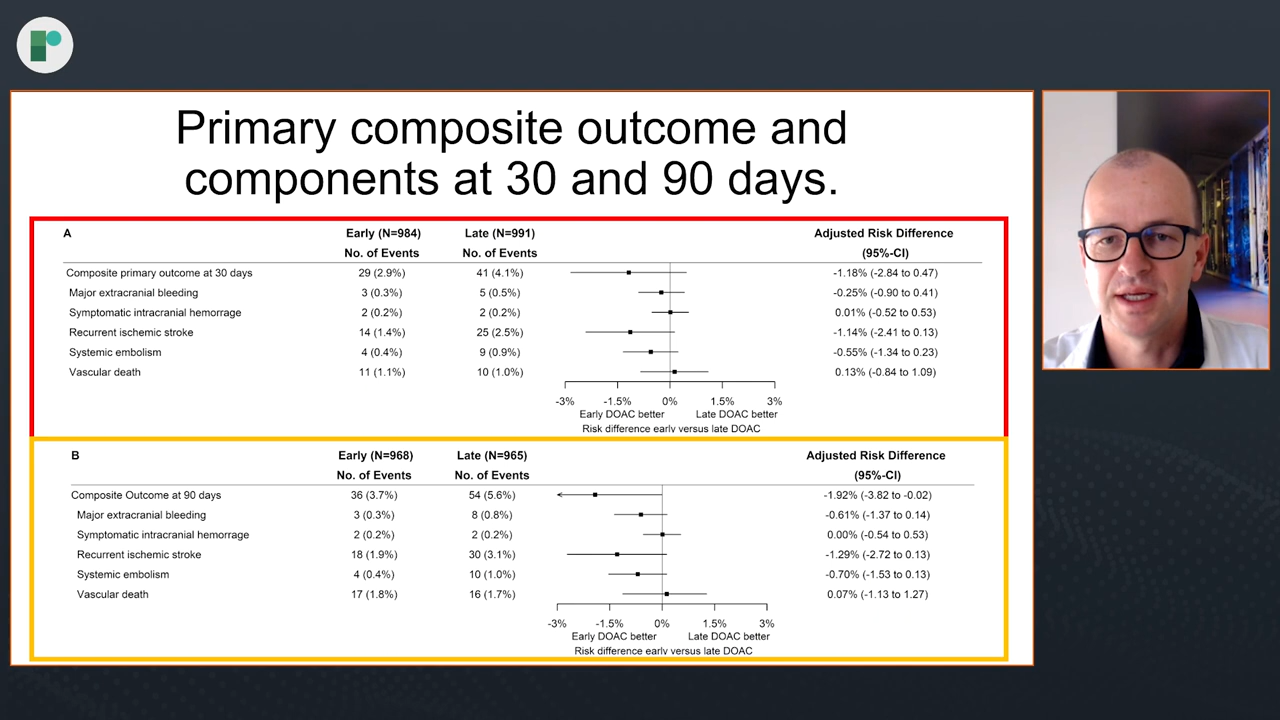 Primary composite outcome and
components at 30 and 90 days.
A Early (N=984) Late (N=991) Adjusted Risk Difference
No. of Events No. of Events (95%-CI)
Composite primary outcome at 30 days 29 (2.9%) 41 (4.1%) -1.18% (-2.84 to 0.47)
Major extracranial bleeding 3 (0.3%) 5 (0.5%) -0.25% (-0.90 to 0.41)
Symptomatic intracranial hemorrhage 2 (0.2%) 2 (0.2%) 0.01% (-0.52 to 0.53)
Recurrent ischemic stroke 14 (1.4%) 25 (2.5%) -1.14% (-2.41 to 0.13)
Systemic embolism 4 (0.4%) 9 (0.9%) -0.55% (-1.34 to 0.23)
Vascular death 11 (1.1%) 10 (1.0%) 0.13% (-0.84 to 1.09)
-3% -1.5% 0% 1.5% 3%
Early DOAC better Late DOAC better
Risk difference early versus late DOAC
B Early (N=968) Late (N=965) Adjusted Risk Difference
No. of Events No. of Events (95%-CI)
Composite Outcome at 90 days 36 (3.7%) 54 (5.6%) -1.92% (-3.82 to -0.02)
Major extracranial bleeding 3 (0.3%) 8 (0.8%) -0.61% (-1.37 to 0.14)
Symptomatic intracranial hemorrhage 2 (0.2%) 2 (0.2%) 0.00% (-0.54 to 0.53)
Recurrent ischemic stroke 18 (1.9%) 30 (3.1%) -1.29% (-2.72 to 0.13)
Systemic embolism 4 (0.4%) 10 (1.0%) -0.70% (-1.53 to 0.13)
Vascular death 17 (1.8%) 16 (1.7%) 0.07% (-1.13 to 1.27)
-3% -1.5% 0% 1.5% 3%
Early DOAC better Late DOAC better
Risk difference early versus late DOAC